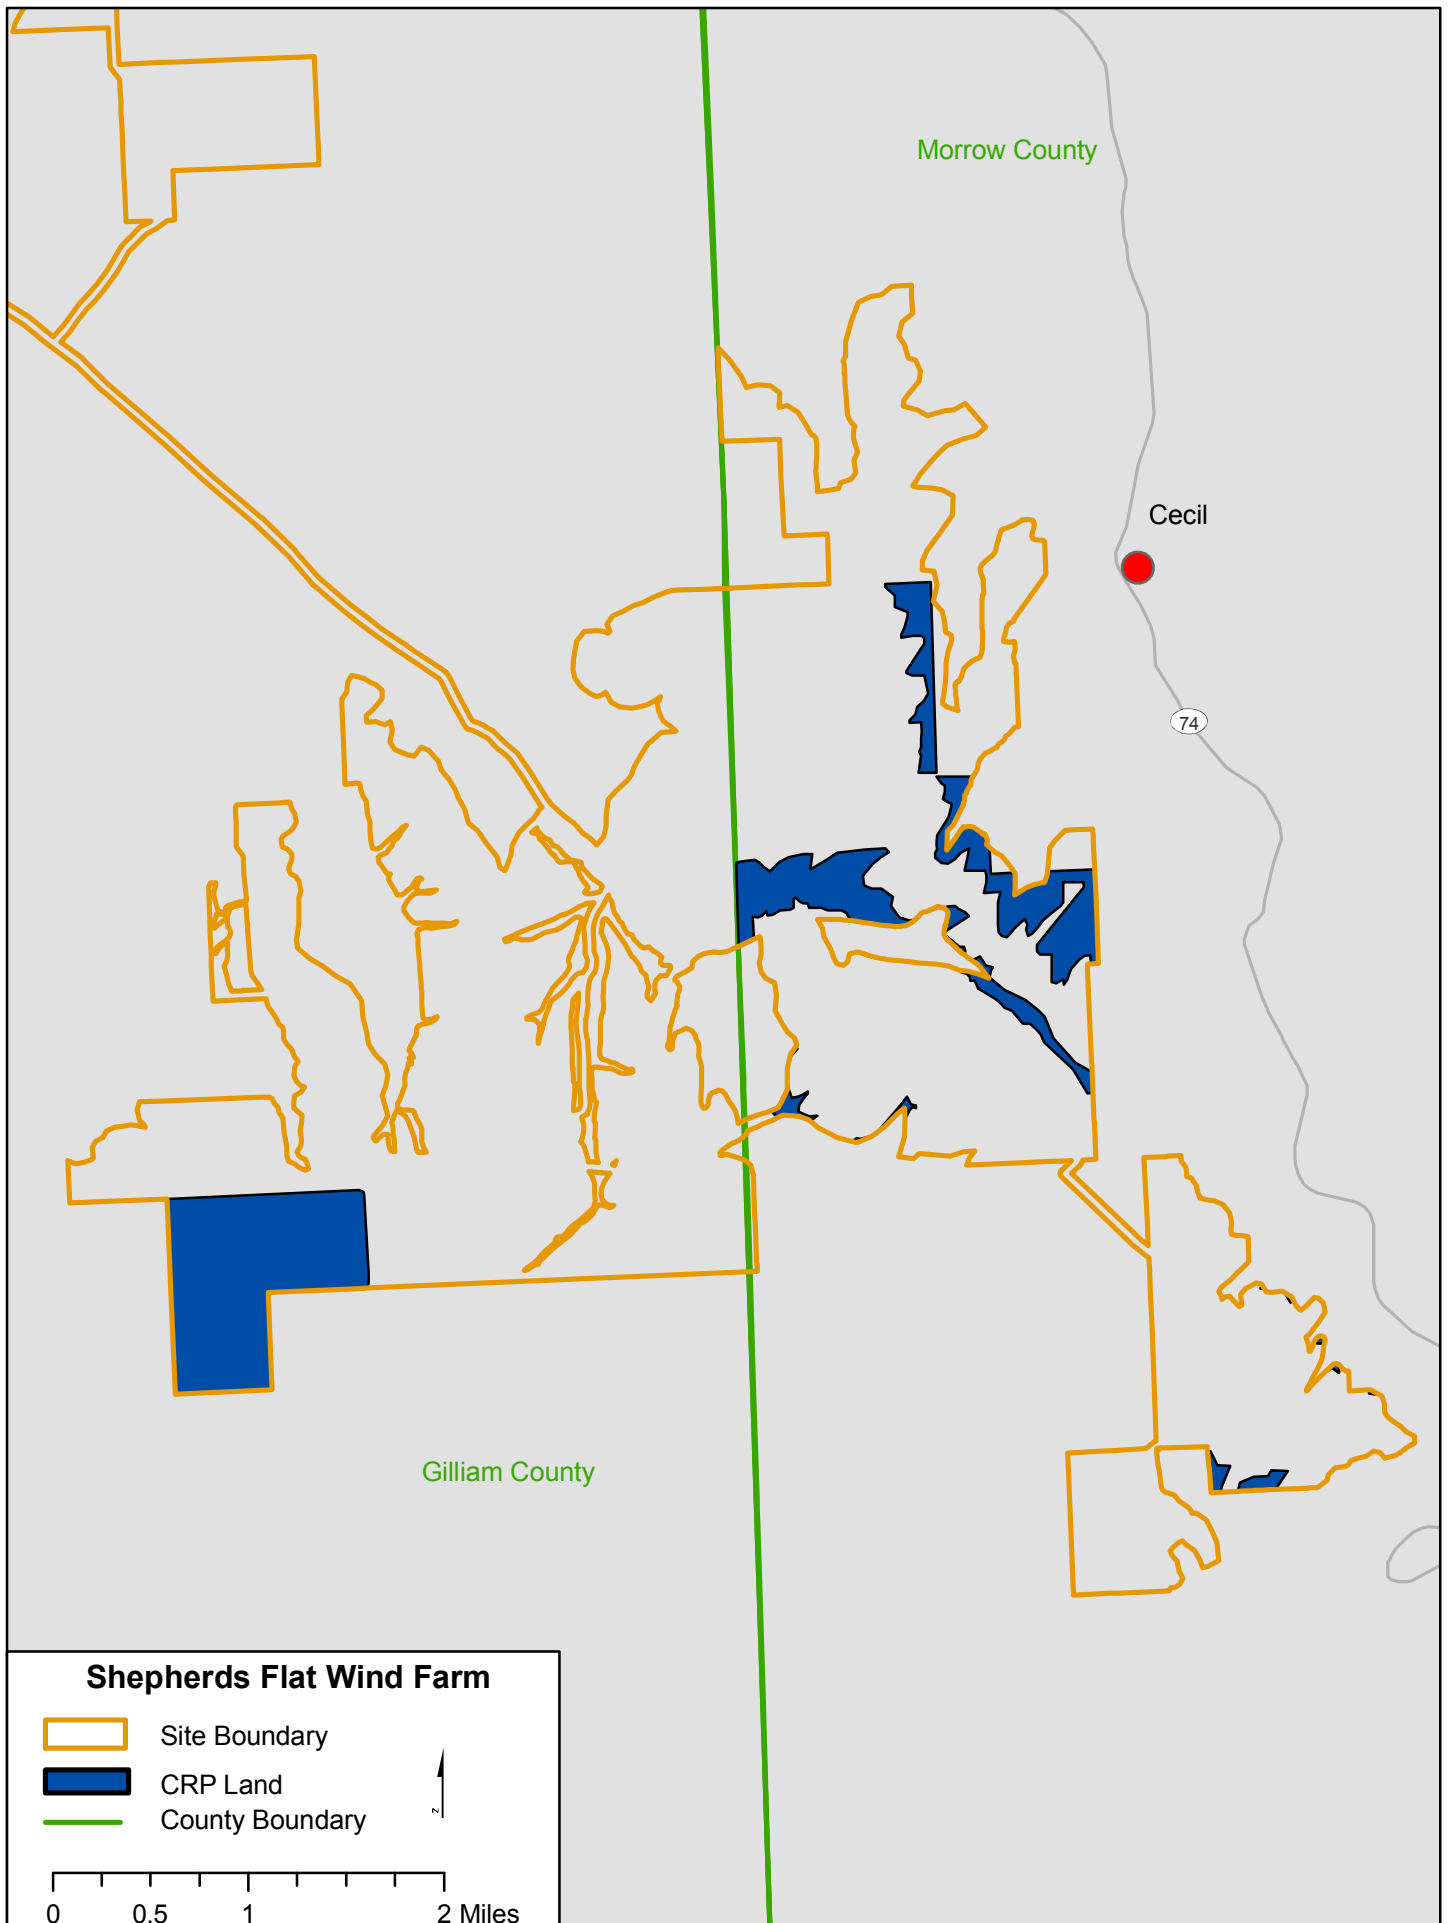 Morrow County
Cecil
74
Gilliam County
Shepherds Flat Wind Farm
Site Boundary
CRP Land
County Boundary
z
0 0.5 1 2 Miles